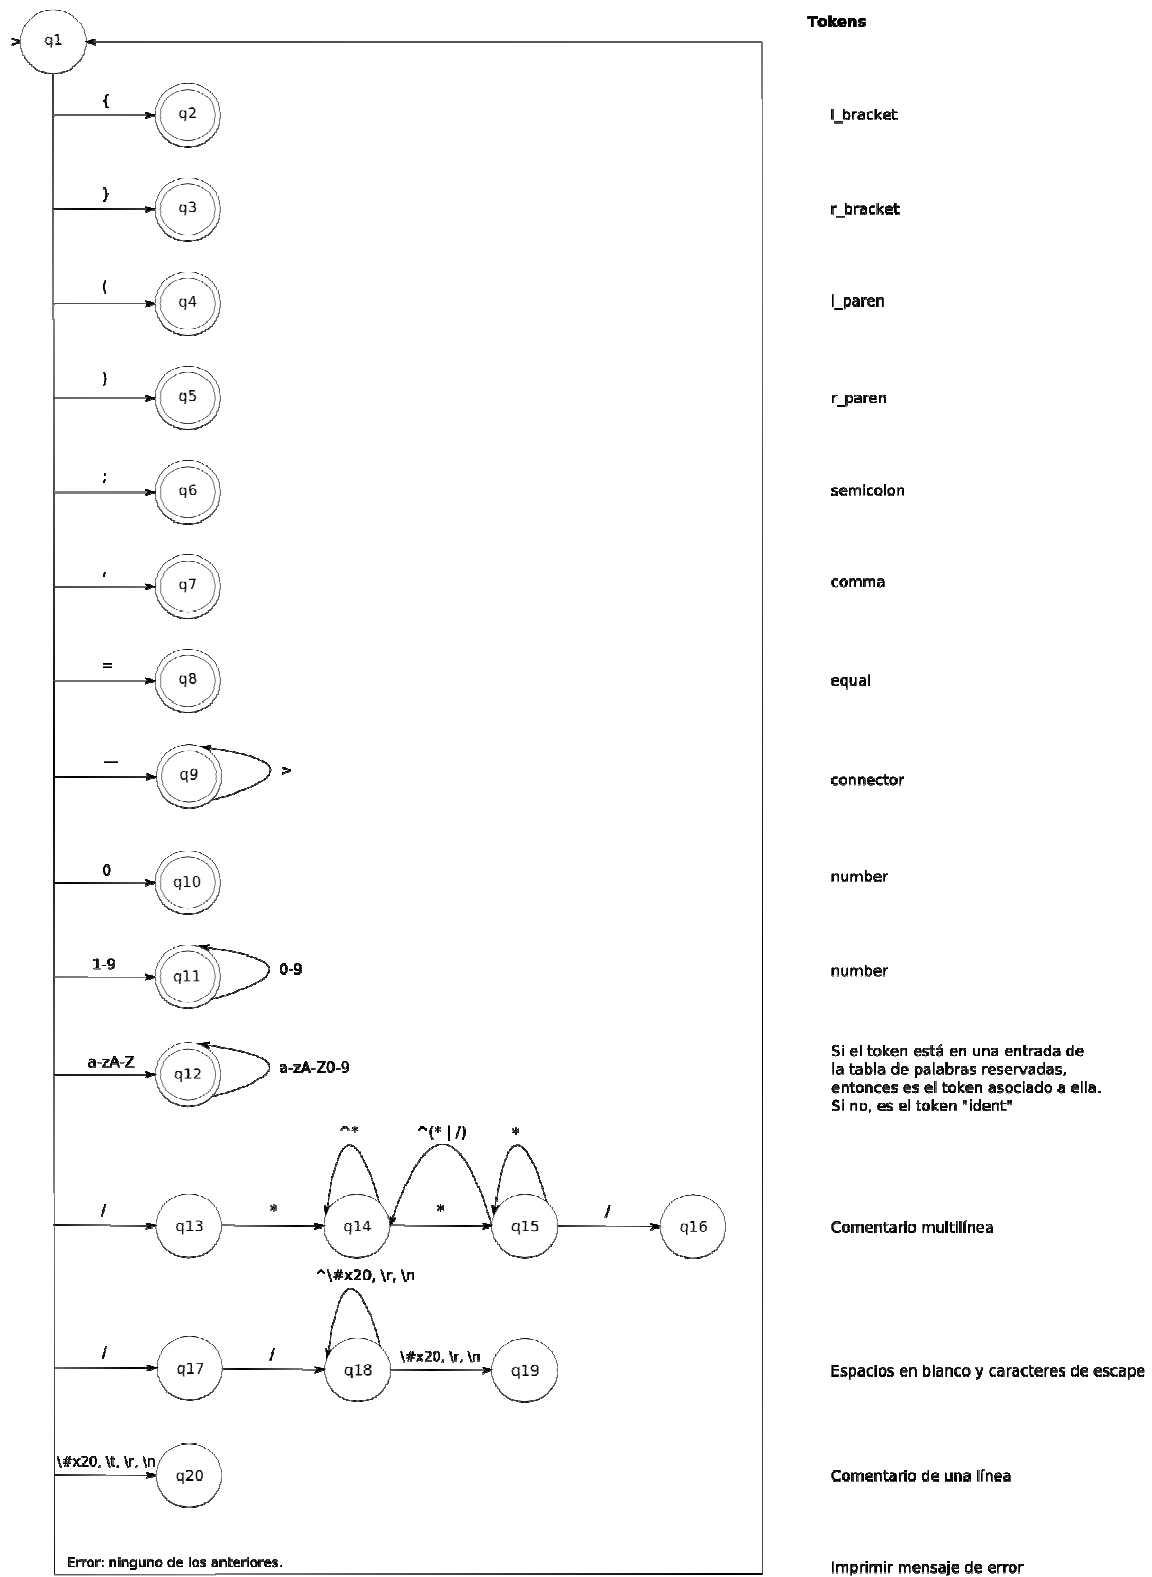 Tokens
> q1
{ q2 l_bracket
} q3 r_bracket
( q4 l_paren
) q5 r_paren
; q6 semicolon
, q7 comma
= q8 equal
— q9 > connector
0 q10 number
1-9 q11 0-9 number
a-zA-Z q12 a-zA-Z0-9
Si el token está en una entrada de
la tabla de palabras reservadas,
entonces es el token asociado a ella.
Si no, es el token "ident"
^* ^(* | /) *
/ q13 * q14 * q15 / q16 Comentario multilínea
^\#x20, \r, \n
/ q17 / q18 \#x20, \r, \n q19 Espacios en blanco y caracteres de escape
\#x20, \t, \r, \n q20 Comentario de una línea
Error: ninguno de los anteriores. Imprimir mensaje de error